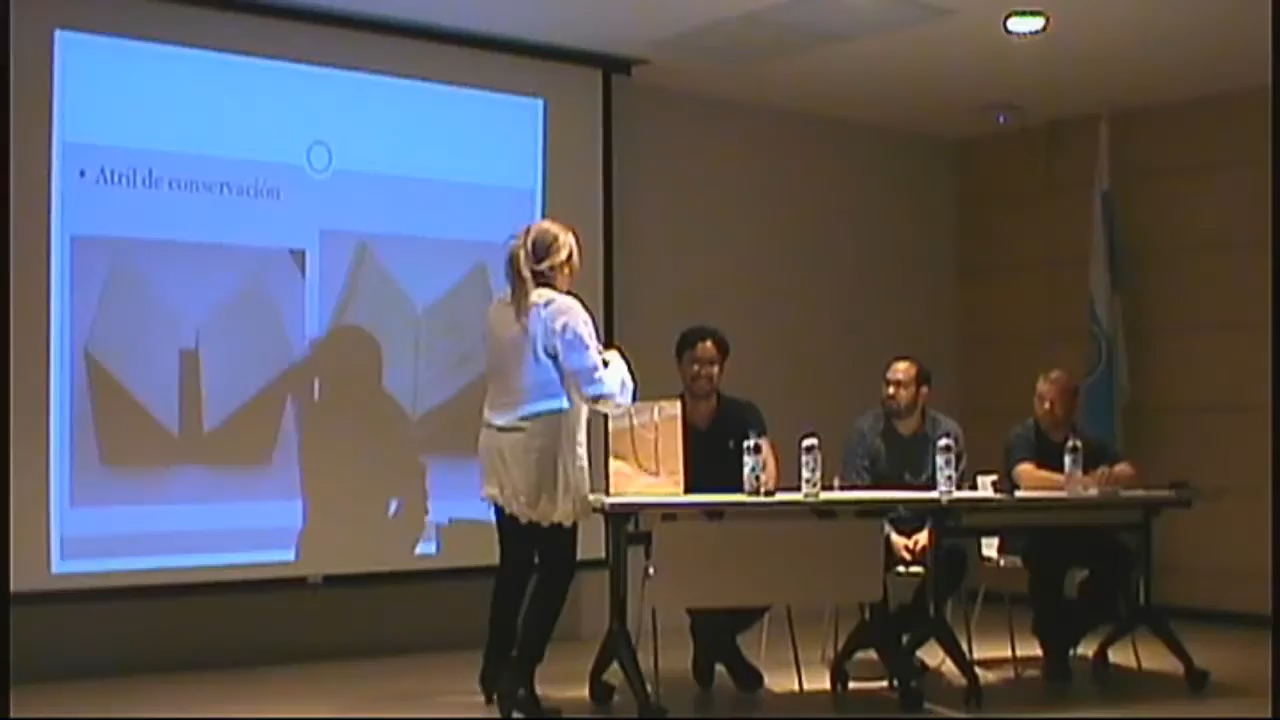 • Atril de conservación